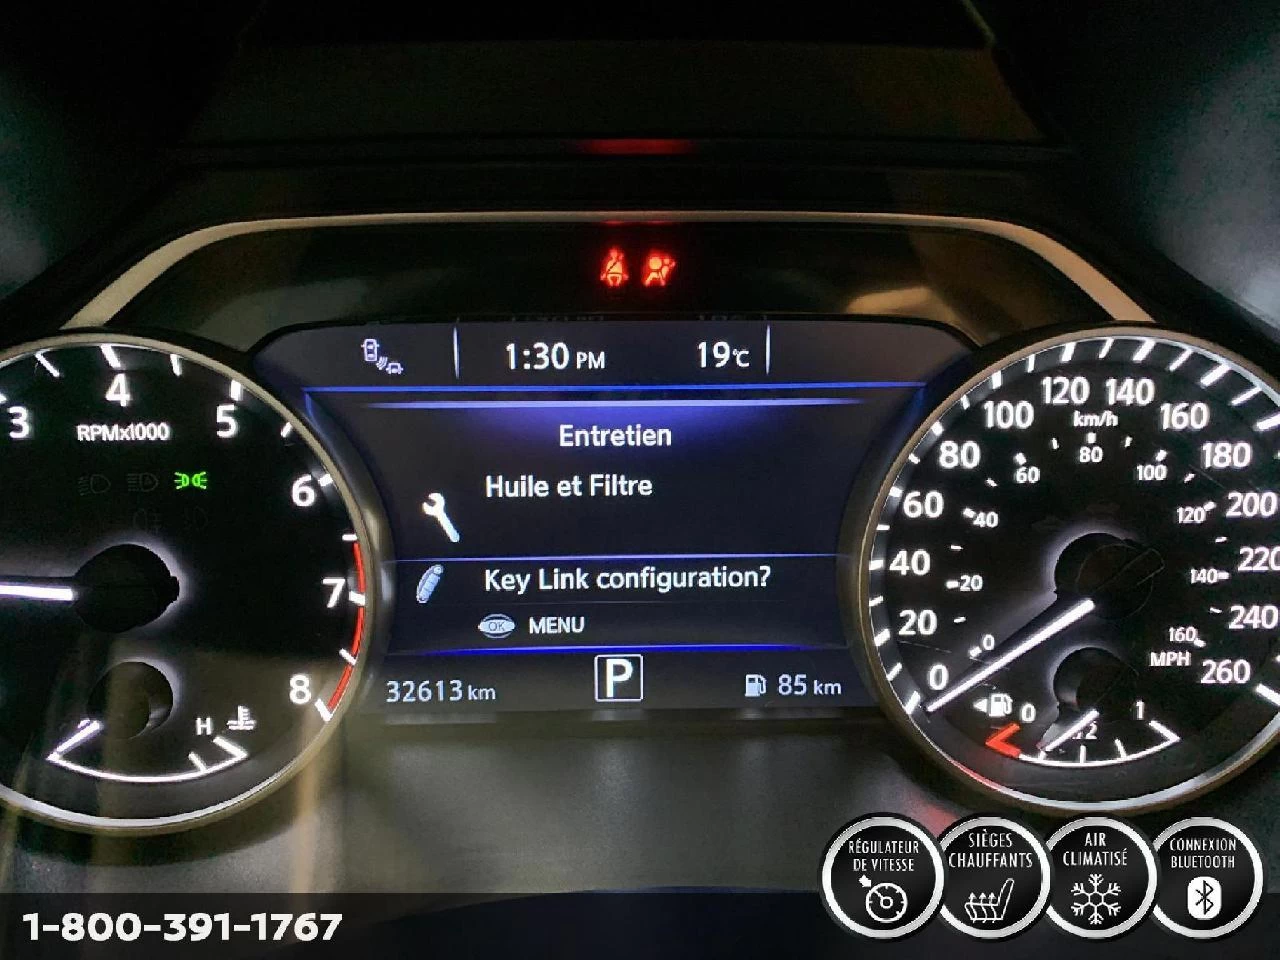 1:30 PM
19°C
Entretien
Huile et Filtre
Key Link configuration?
OK MENU
32613 km
P
85 km
3 4 5 6 7 8
RPMx1000
H
0 20 40 60 80 100 120 140 160 180 200 220 240 260
km/h
0 20 40 60 80 100 120 140 160
MPH
0 1
RÉGULATEUR
DE VITESSE
SIÈGES
CHAUFFANTS
AIR
CLIMATISÉ
CONNEXION
BLUETOOTH
1-800-391-1767